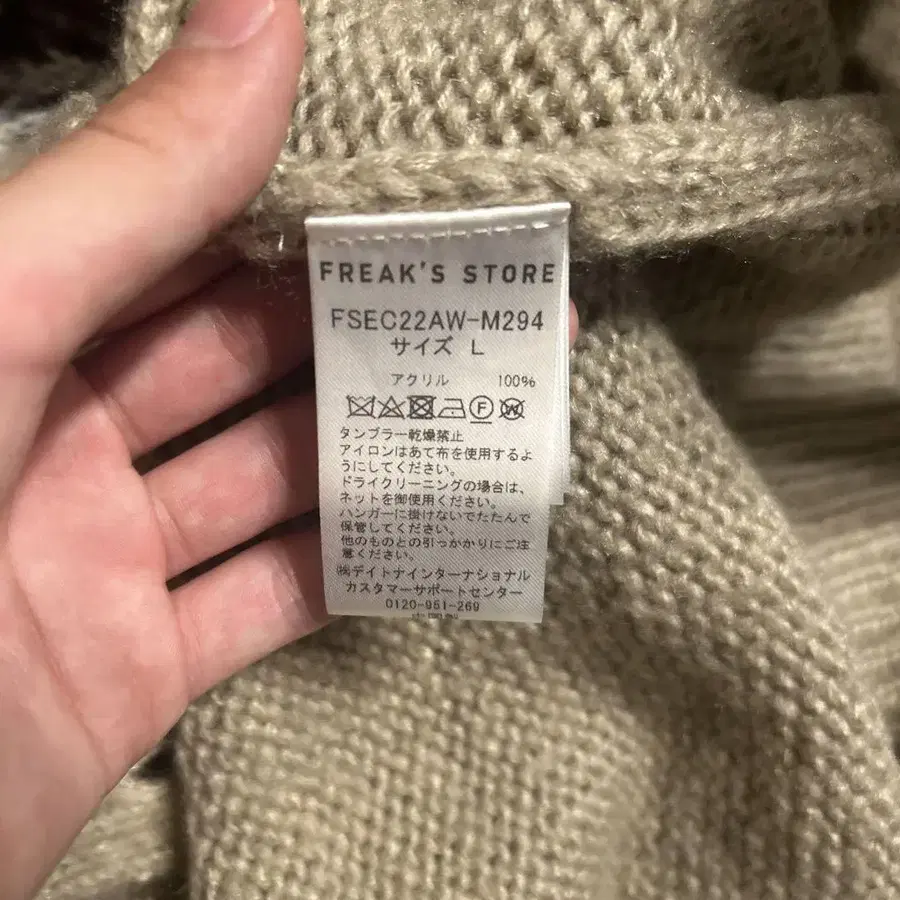 FREAK'S STORE
FSEC22AW-M294
サイズ L
アクリル 100%
タンブラー乾燥禁止
アイロンはあて布を使用するよ
うにしてください。
ドライクリーニングの場合は、
ネットを御使用ください。
ハンガーに掛けないでたたんで
保管してください。
他のものとの引っかかりにご注
意ください。
㈱デイトナインターナショナル
カスタマーサポートセンター
0120-951-269